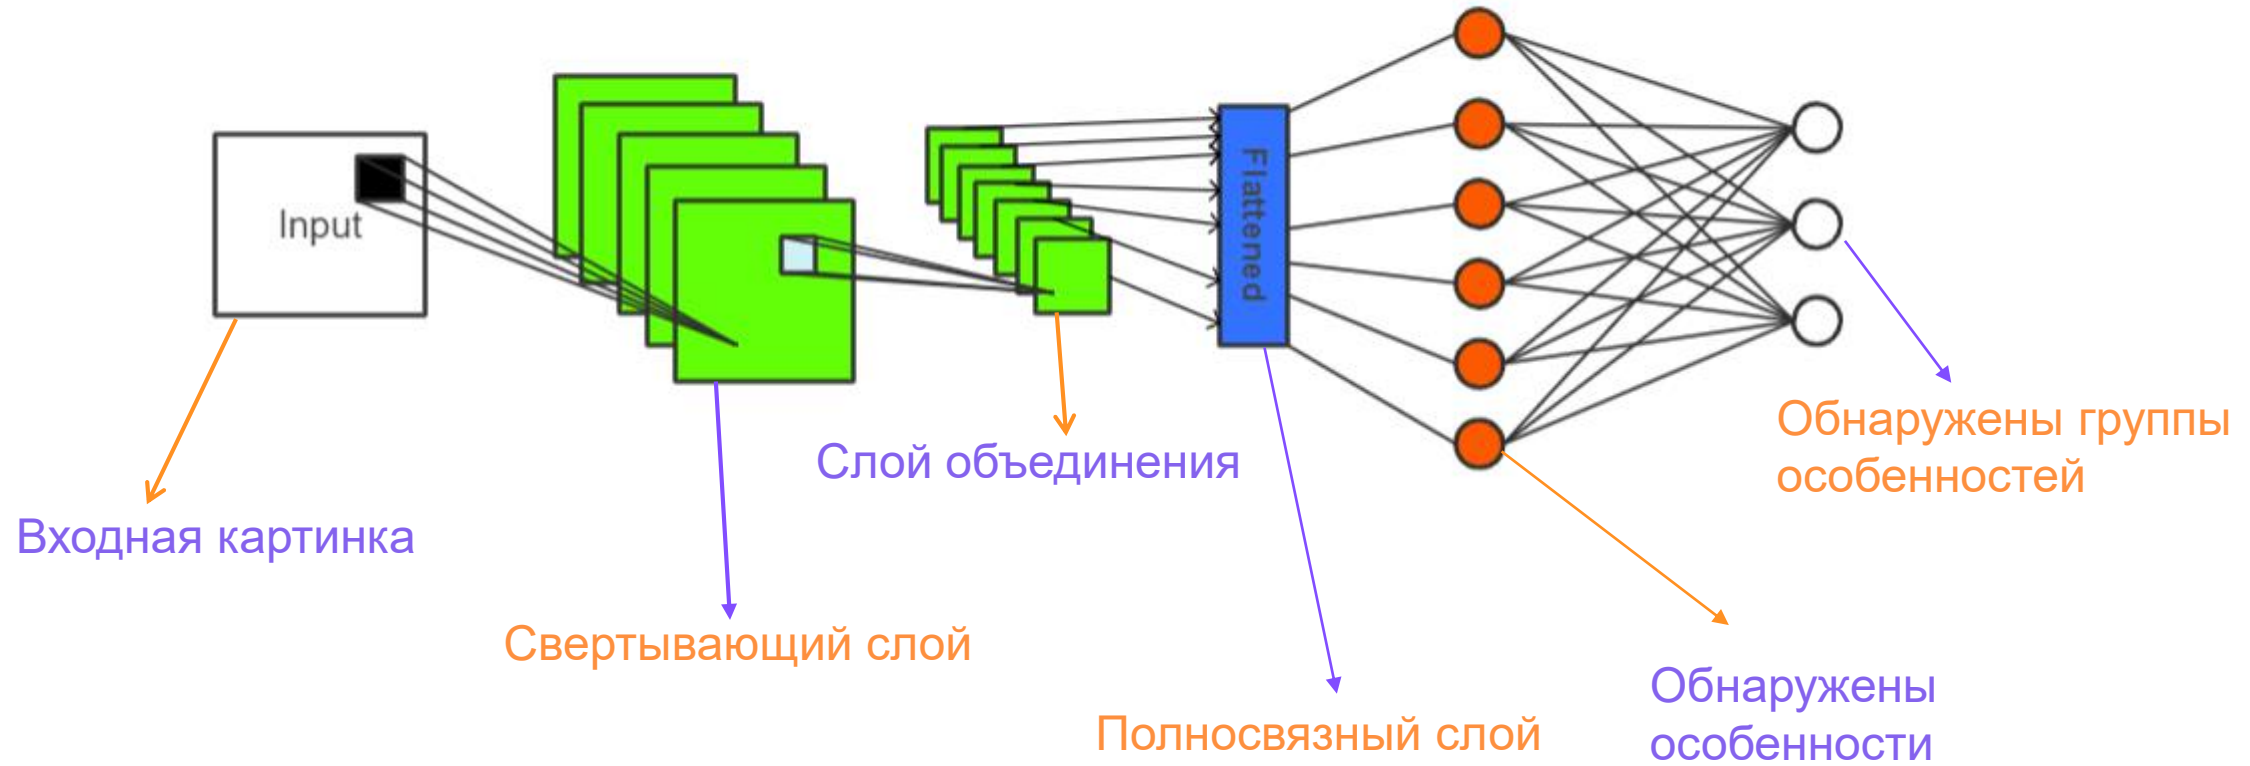 Input
Flattened
Обнаружены группы
особенностей
Слой объединения
Входная картинка
Свертывающий слой
Обнаружены
особенности
Полносвязный слой